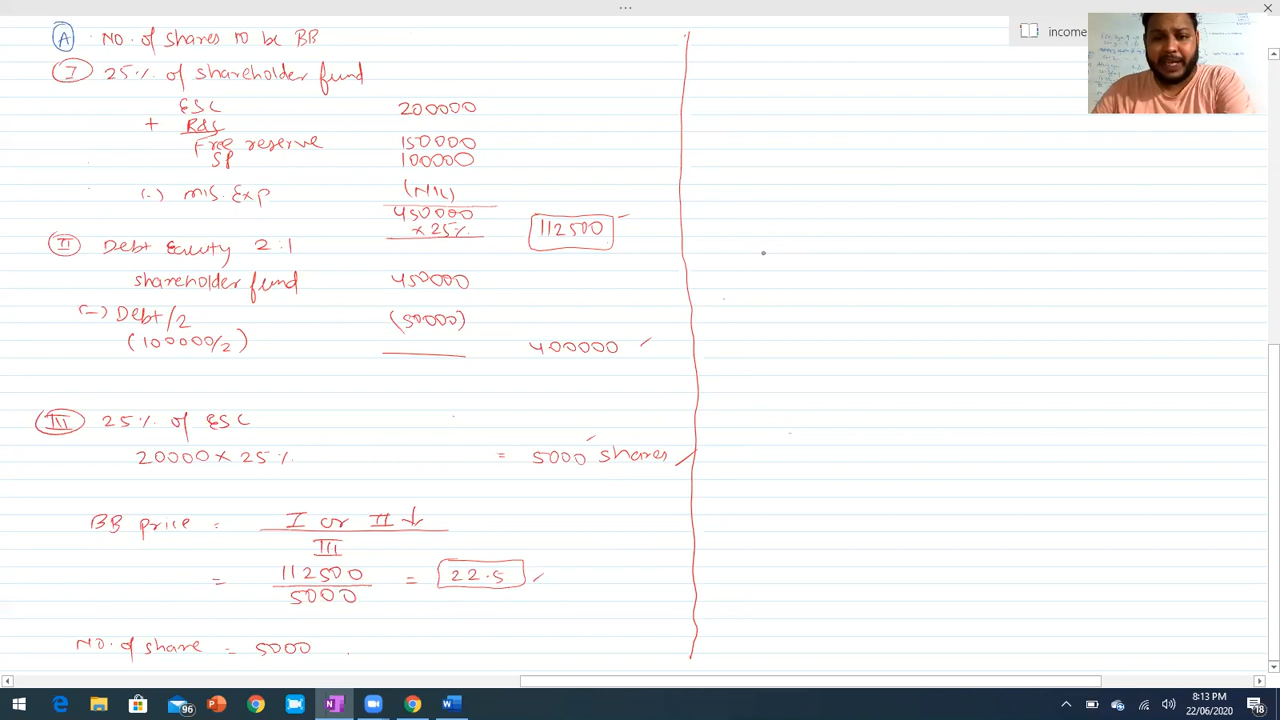 income
(A) No. of shares to be BB
(I) 25% of shareholder fund
ESC 200000
+ R&S
Free reserve 150000
SP 100000
(-) mis. Exp (NIL)
450000
x 25% 112500
(II) Debt Equity 2:1
shareholder fund 450000
(-) Debt/2 (50000)
(100000/2) 400000
(III) 25% of ESC
20000 x 25% = 5000 shares
BB price = I or II ↓
III
= 112500 = 22.5
5000
No. of share = 5000
96
8:13 PM
22/06/2020
18